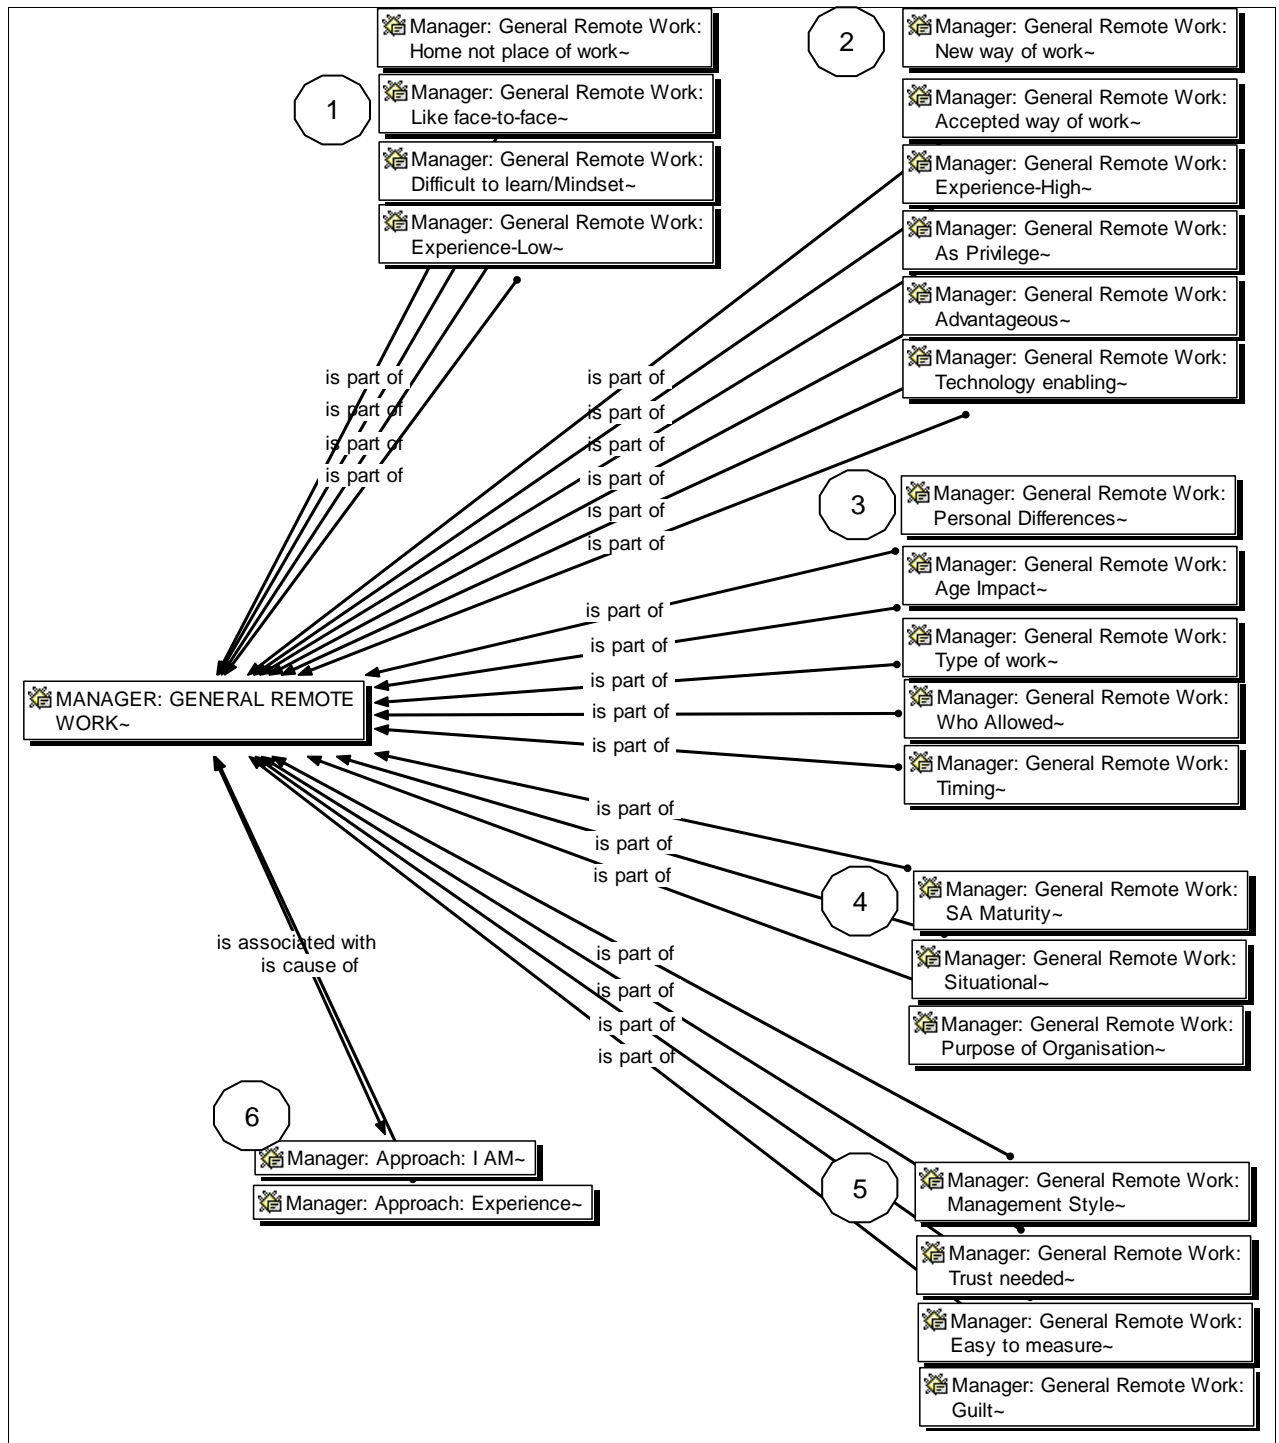 Manager: General Remote Work:
Home not place of work~
1
Manager: General Remote Work:
Like face-to-face~
Manager: General Remote Work:
Difficult to learn/Mindset~
Manager: General Remote Work:
Experience-Low~
2
Manager: General Remote Work:
New way of work~
Manager: General Remote Work:
Accepted way of work~
Manager: General Remote Work:
Experience-High~
Manager: General Remote Work:
As Privilege~
Manager: General Remote Work:
Advantageous~
Manager: General Remote Work:
Technology enabling~
is part of
is part of
is part of
is part of
is part of
is part of
is part of
is part of
is part of
is part of
3
Manager: General Remote Work:
Personal Differences~
Manager: General Remote Work:
Age Impact~
Manager: General Remote Work:
Type of work~
Manager: General Remote Work:
Who Allowed~
Manager: General Remote Work:
Timing~
is part of
is part of
is part of
is part of
is part of
MANAGER: GENERAL REMOTE
WORK~
is part of
is part of
is part of
4
Manager: General Remote Work:
SA Maturity~
Manager: General Remote Work:
Situational~
Manager: General Remote Work:
Purpose of Organisation~
is associated with
is cause of
is part of
is part of
is part of
is part of
6
Manager: Approach: I AM~
Manager: Approach: Experience~
5
Manager: General Remote Work:
Management Style~
Manager: General Remote Work:
Trust needed~
Manager: General Remote Work:
Easy to measure~
Manager: General Remote Work:
Guilt~